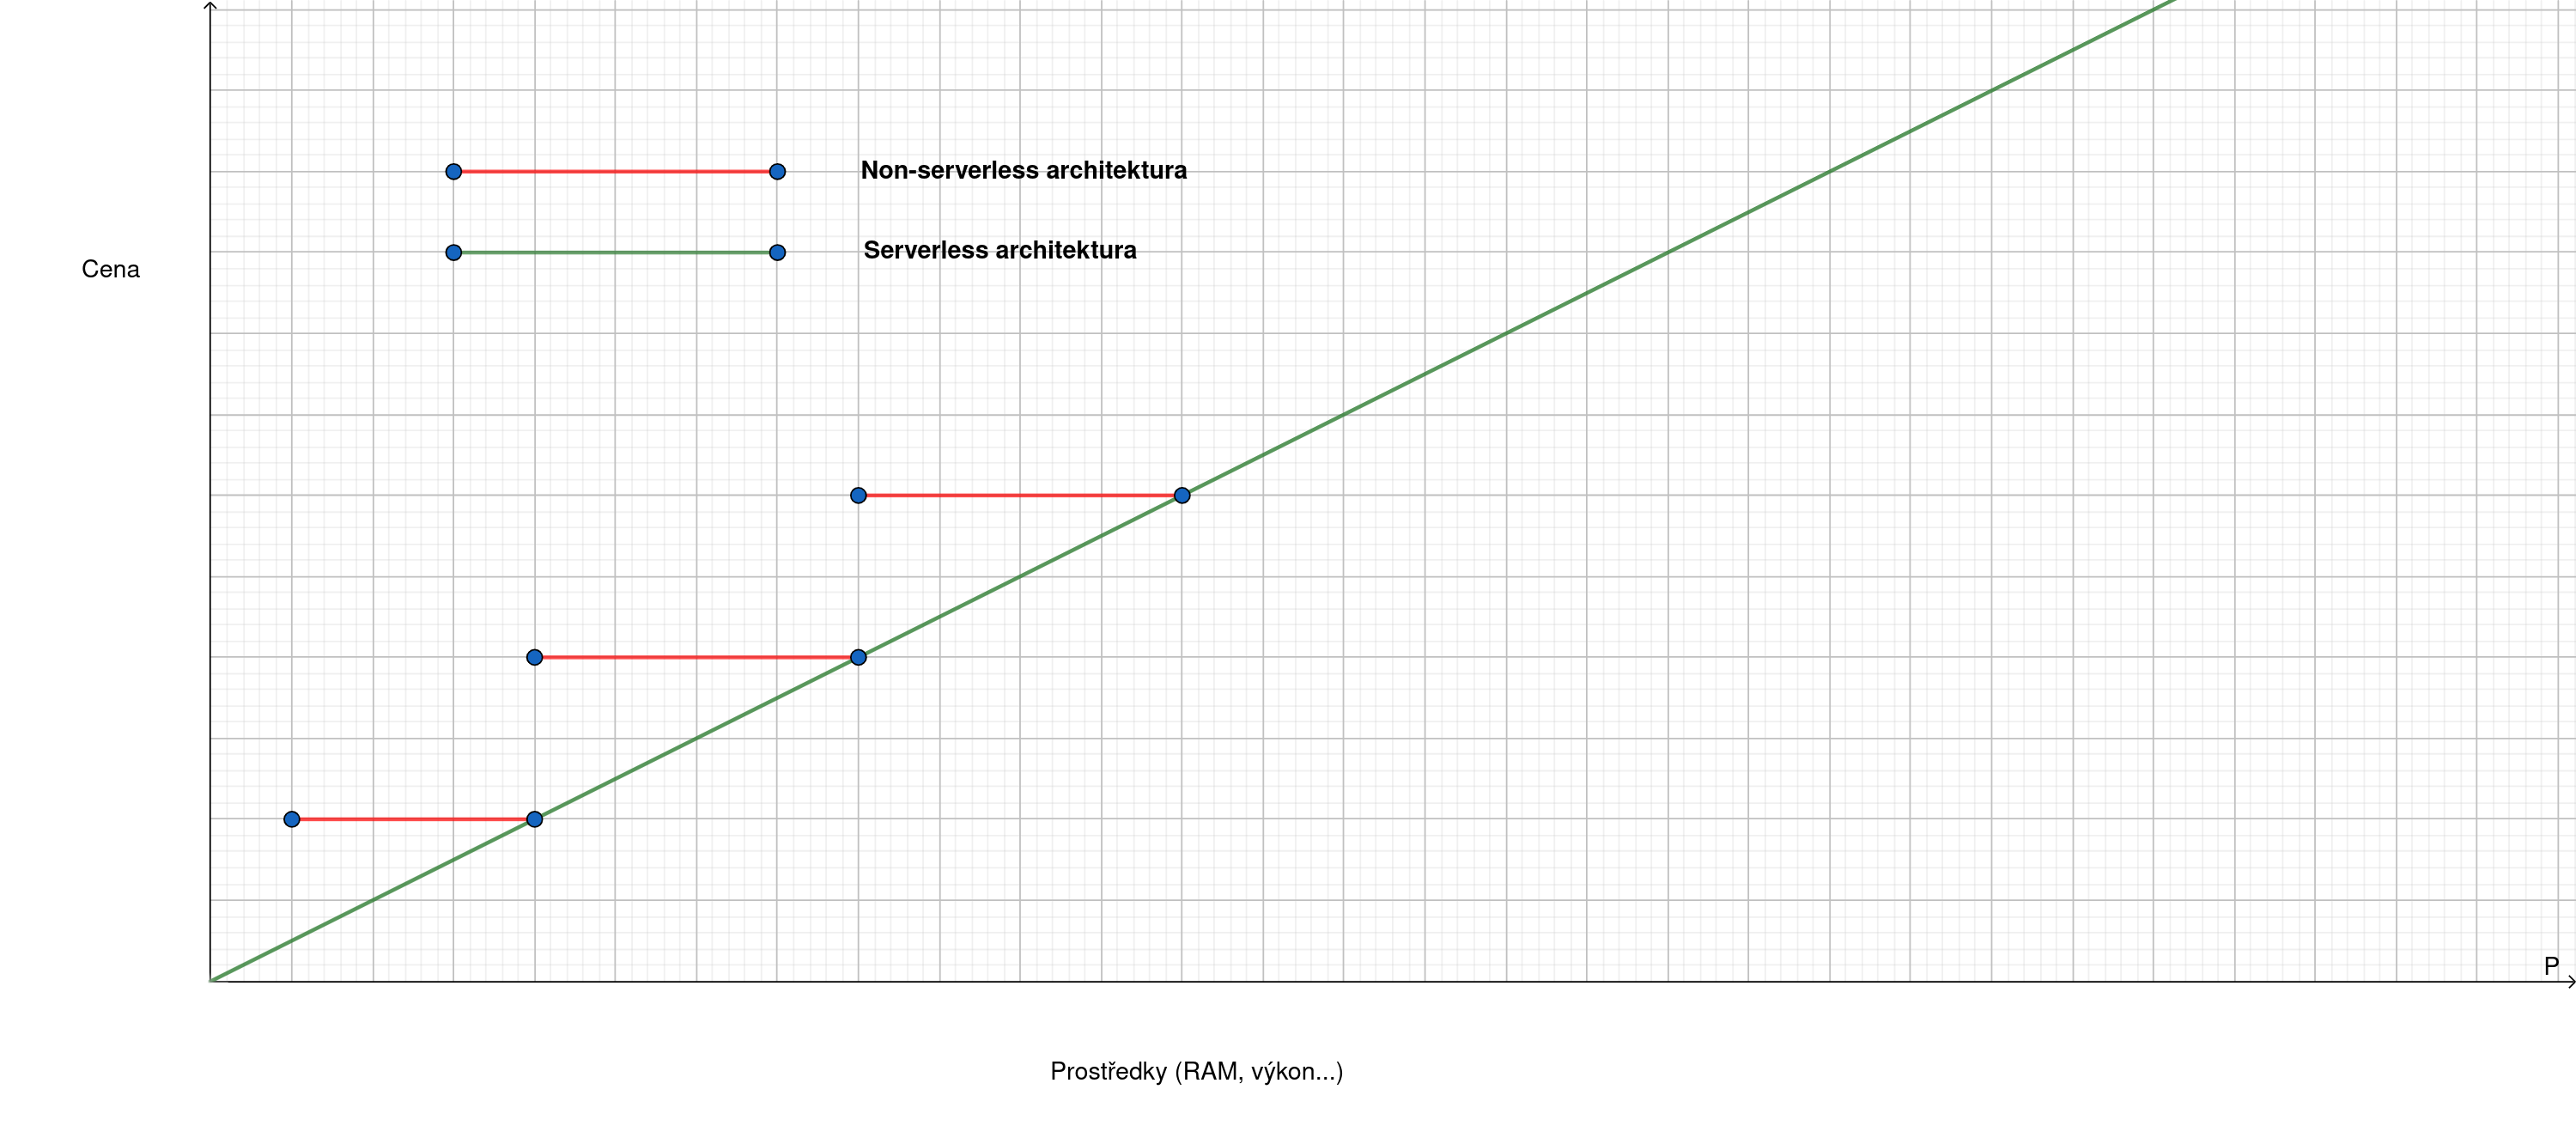 Non-serverless architektura
Serverless architektura
Cena
P
Prostředky (RAM, výkon...)